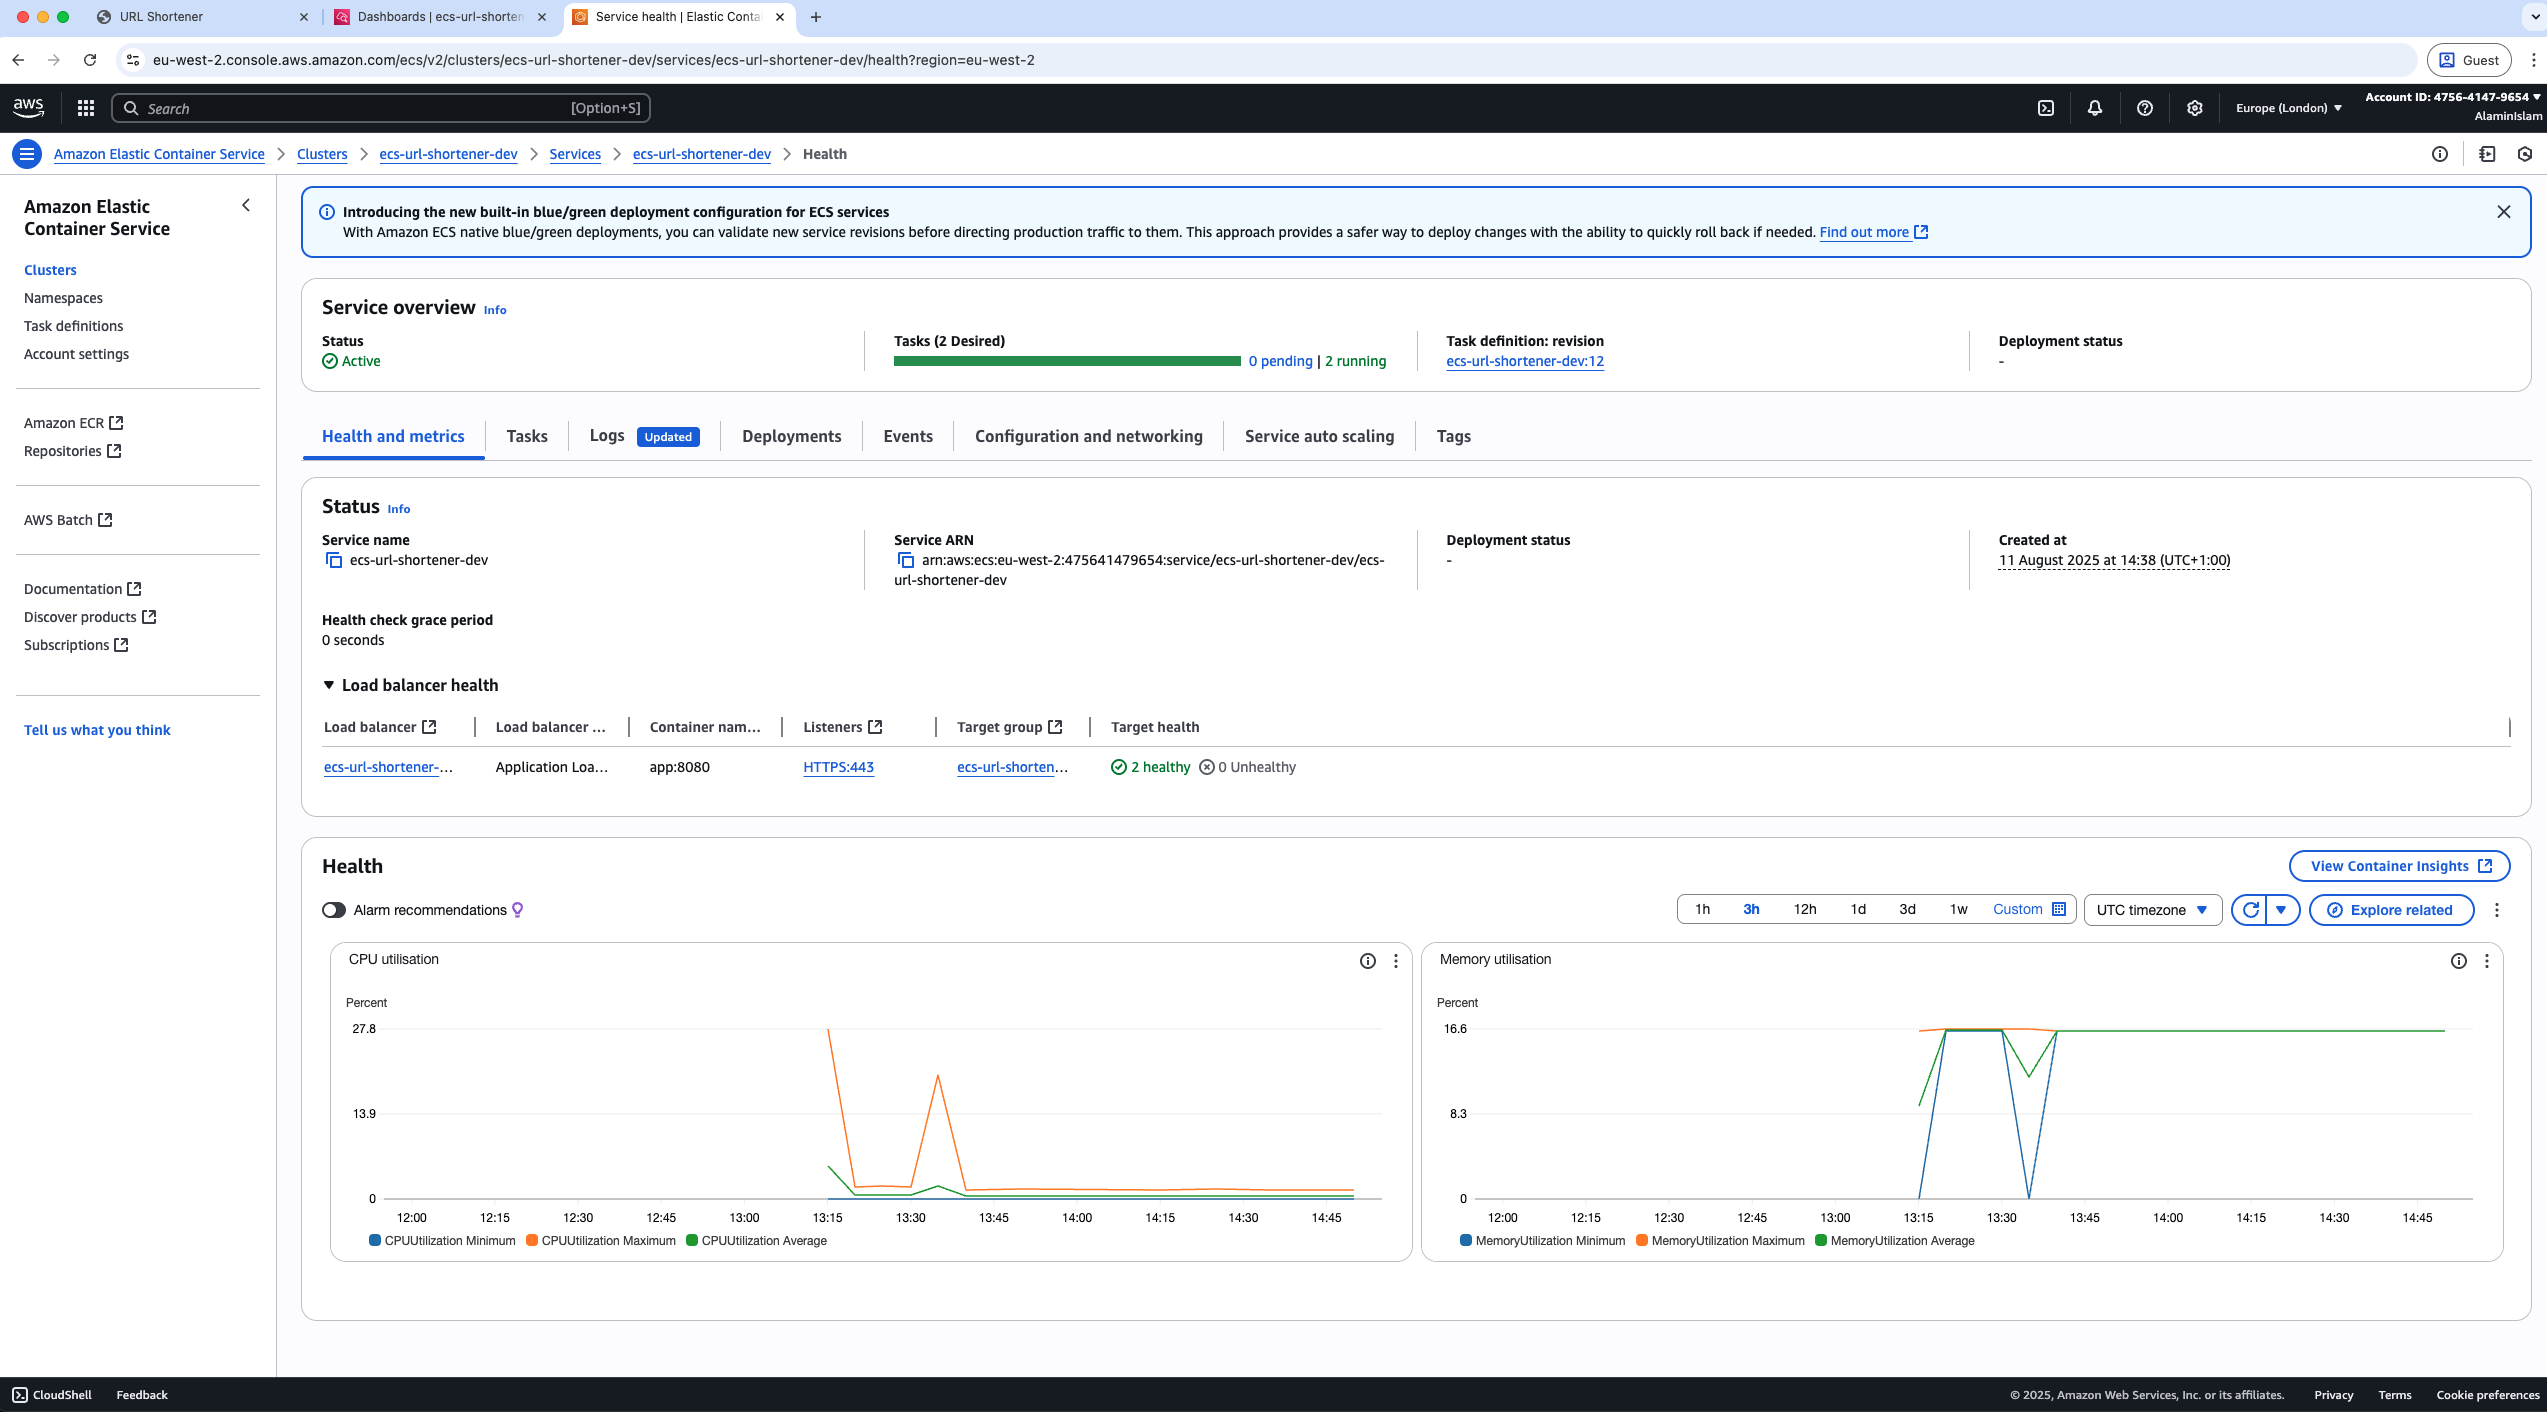 URL Shortener
Dashboards | ecs-url-shorten
Service health | Elastic Conta
eu-west-2.console.aws.amazon.com/ecs/v2/clusters/ecs-url-shortener-dev/services/ecs-url-shortener-dev/health?region=eu-west-2
Guest
aws
Search
[Option+S]
Europe (London)
Account ID: 4756-4147-9654
AlaminIslam
Amazon Elastic Container Service
Clusters
ecs-url-shortener-dev
Services
ecs-url-shortener-dev
Health
Amazon Elastic
Container Service
Clusters
Namespaces
Task definitions
Account settings
Amazon ECR
Repositories
AWS Batch
Documentation
Discover products
Subscriptions
Tell us what you think
Introducing the new built-in blue/green deployment configuration for ECS services
With Amazon ECS native blue/green deployments, you can validate new service revisions before directing production traffic to them. This approach provides a safer way to deploy changes with the ability to quickly roll back if needed. Find out more
Service overview Info
Status
Active
Tasks (2 Desired)
0 pending | 2 running
Task definition: revision
ecs-url-shortener-dev:12
Deployment status
-
Health and metrics
Tasks
Logs Updated
Deployments
Events
Configuration and networking
Service auto scaling
Tags
Status Info
Service name
ecs-url-shortener-dev
Service ARN
arn:aws:ecs:eu-west-2:475641479654:service/ecs-url-shortener-dev/ecs-
url-shortener-dev
Deployment status
-
Created at
11 August 2025 at 14:38 (UTC+1:00)
Health check grace period
0 seconds
Load balancer health
Load balancer
Load balancer ...
Container nam...
Listeners
Target group
Target health
ecs-url-shortener-...
Application Loa...
app:8080
HTTPS:443
ecs-url-shorten...
2 healthy 0 Unhealthy
Health
View Container Insights
Alarm recommendations
1h 3h 12h 1d 3d 1w Custom
UTC timezone
Explore related
CPU utilisation
Percent
27.8
13.9
0
12:00 12:15 12:30 12:45 13:00 13:15 13:30 13:45 14:00 14:15 14:30 14:45
CPUUtilization Minimum CPUUtilization Maximum CPUUtilization Average
Memory utilisation
Percent
16.6
8.3
0
12:00 12:15 12:30 12:45 13:00 13:15 13:30 13:45 14:00 14:15 14:30 14:45
MemoryUtilization Minimum MemoryUtilization Maximum MemoryUtilization Average
CloudShell
Feedback
© 2025, Amazon Web Services, Inc. or its affiliates.
Privacy
Terms
Cookie preferences